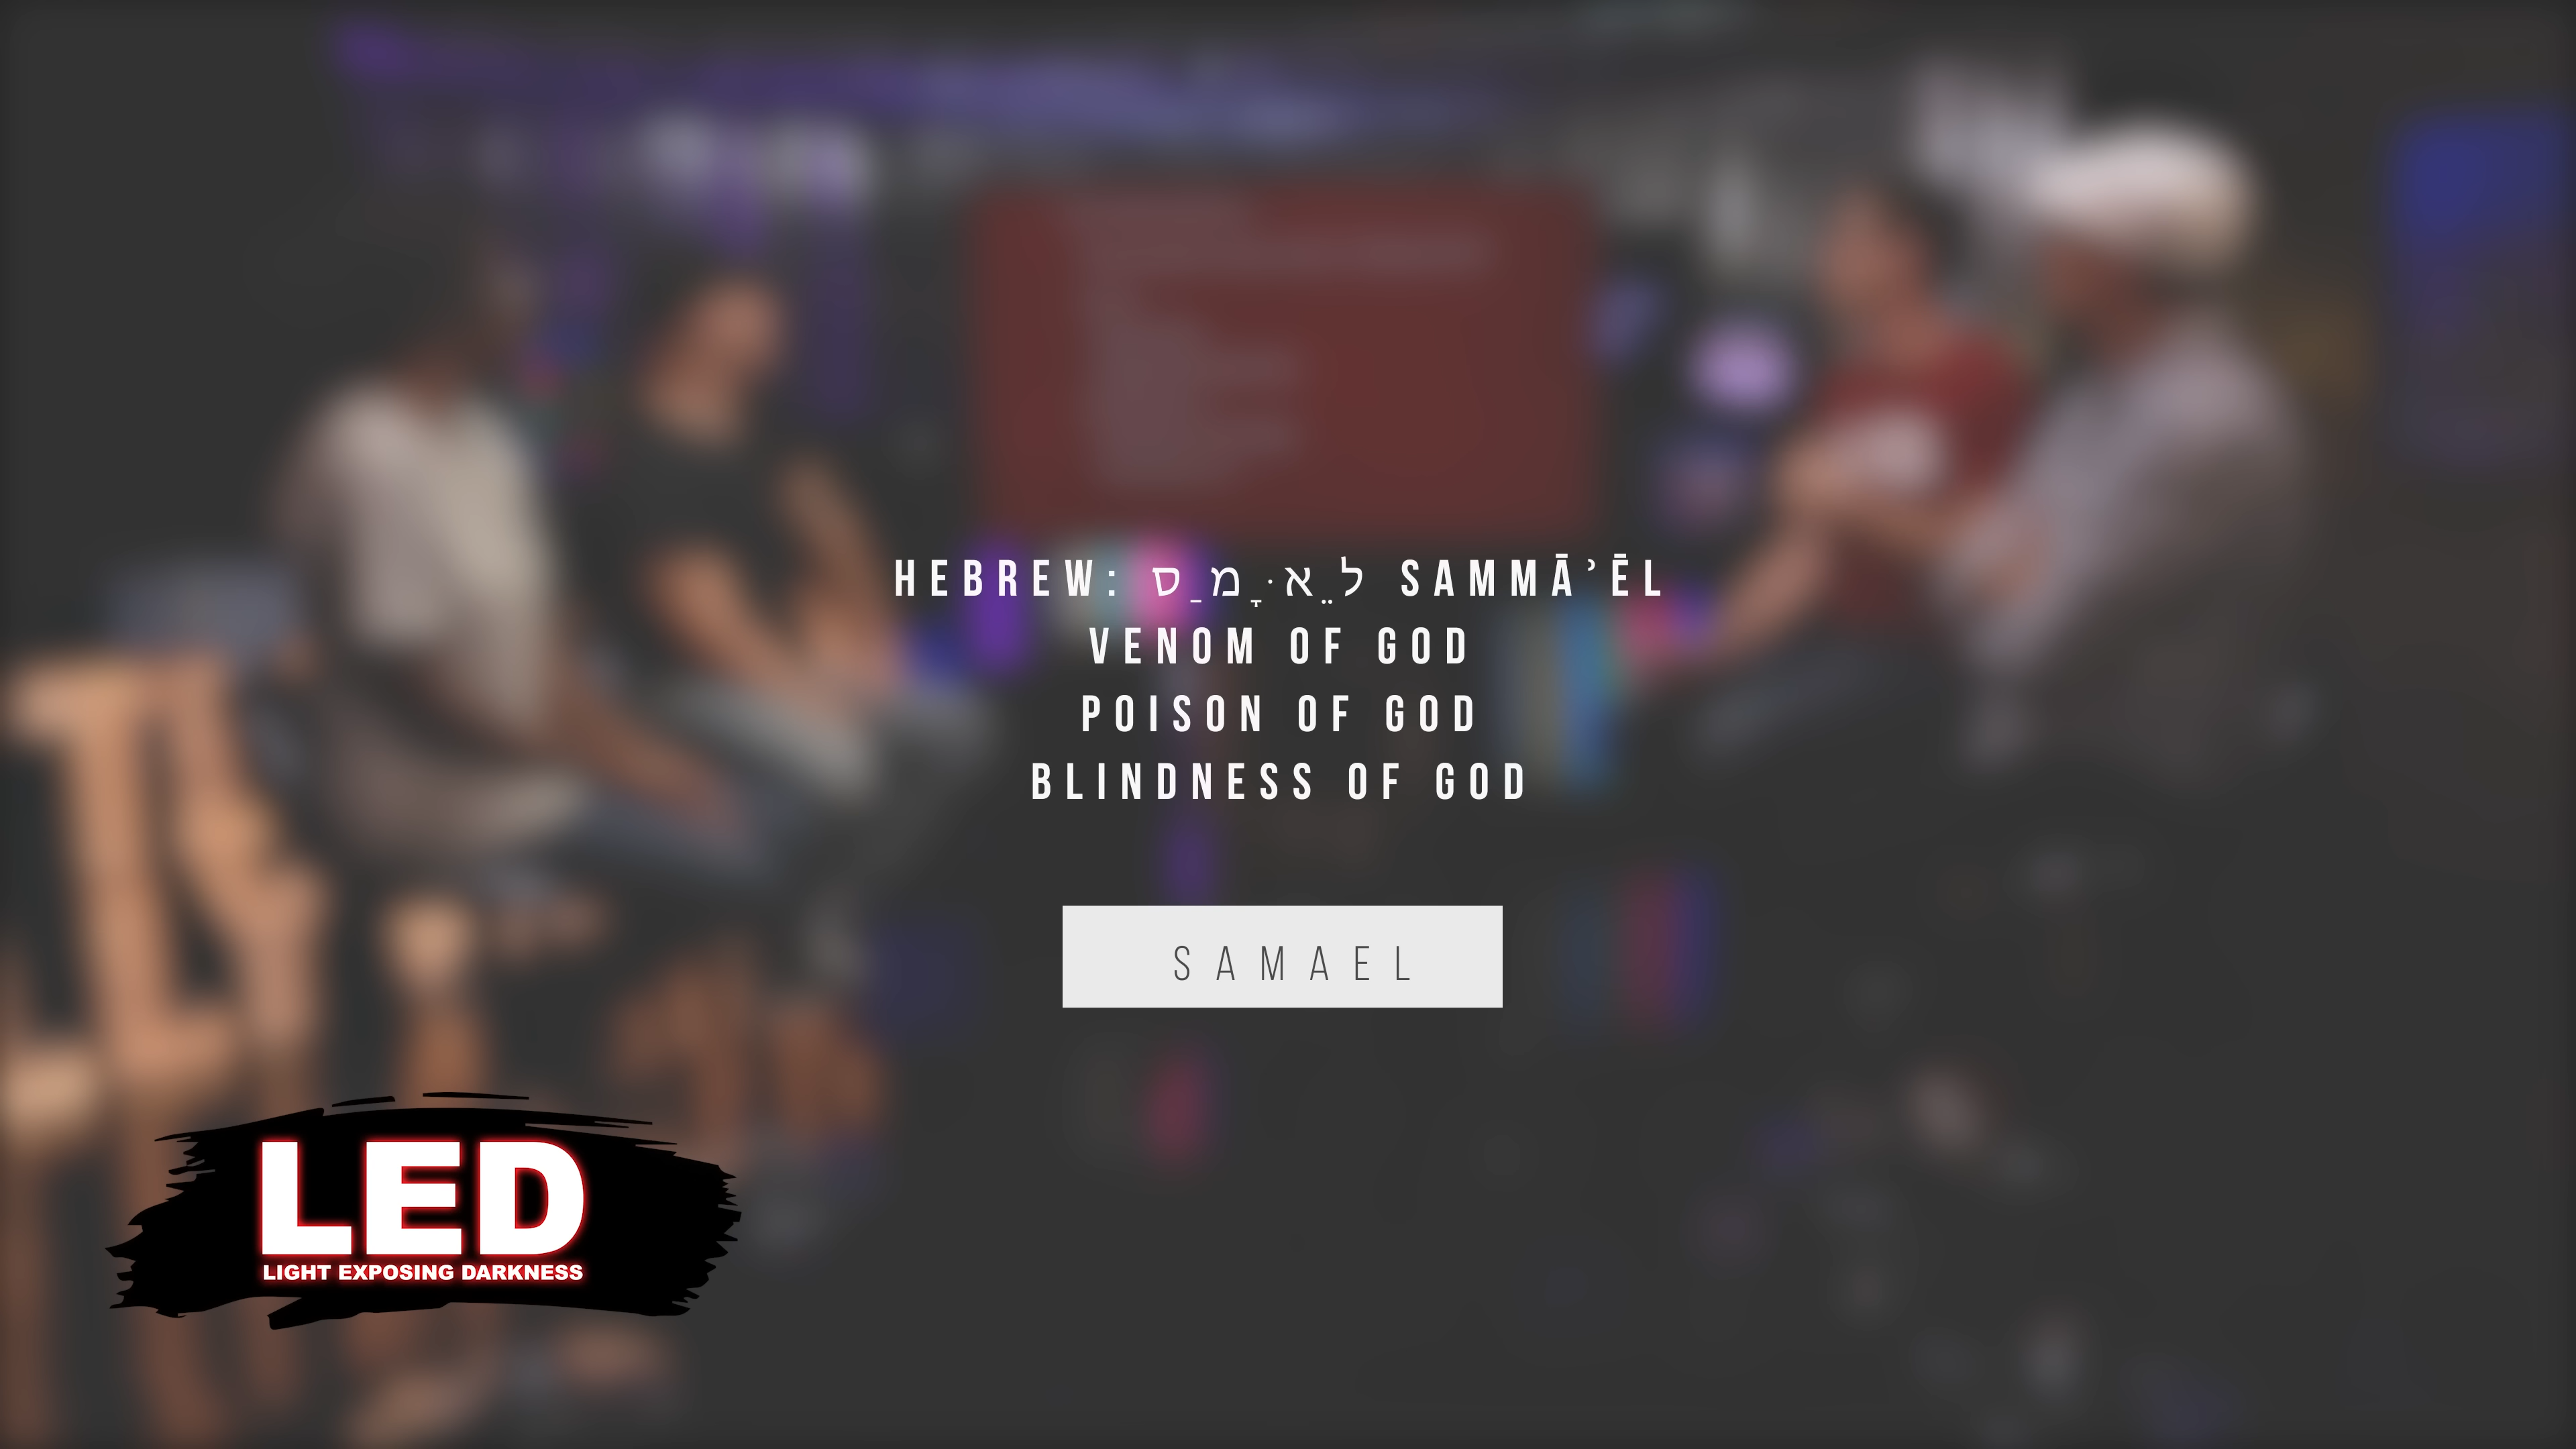 HEBREW: סַמָּאֵל SAMMĀʾĒL
VENOM OF GOD
POISON OF GOD
BLINDNESS OF GOD
SAMAEL
LED
LIGHT EXPOSING DARKNESS